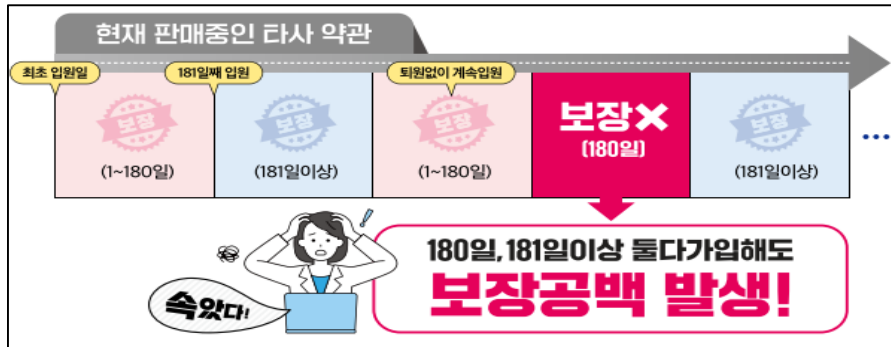 현재 판매중인 타사 약관
최초 입원일
181일째 입원
퇴원없이 계속입원
보장
(1~180일)
보장
(181일이상)
보장
(1~180일)
보장✕
(180일)
보장
(181일이상)
...
180일, 181일이상 둘다가입해도
보장공백 발생!
속았다!